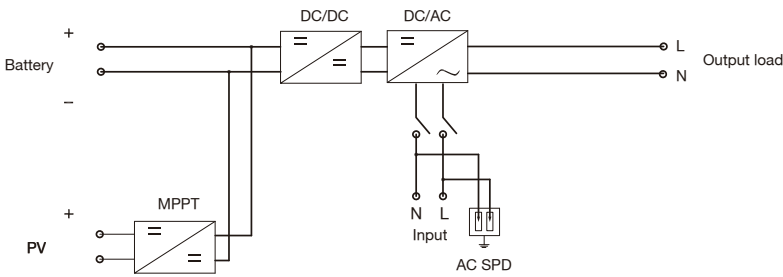 DC/DC
DC/AC
+
Battery
−
L
N
Output load
MPPT
+
PV
N L
Input
AC SPD